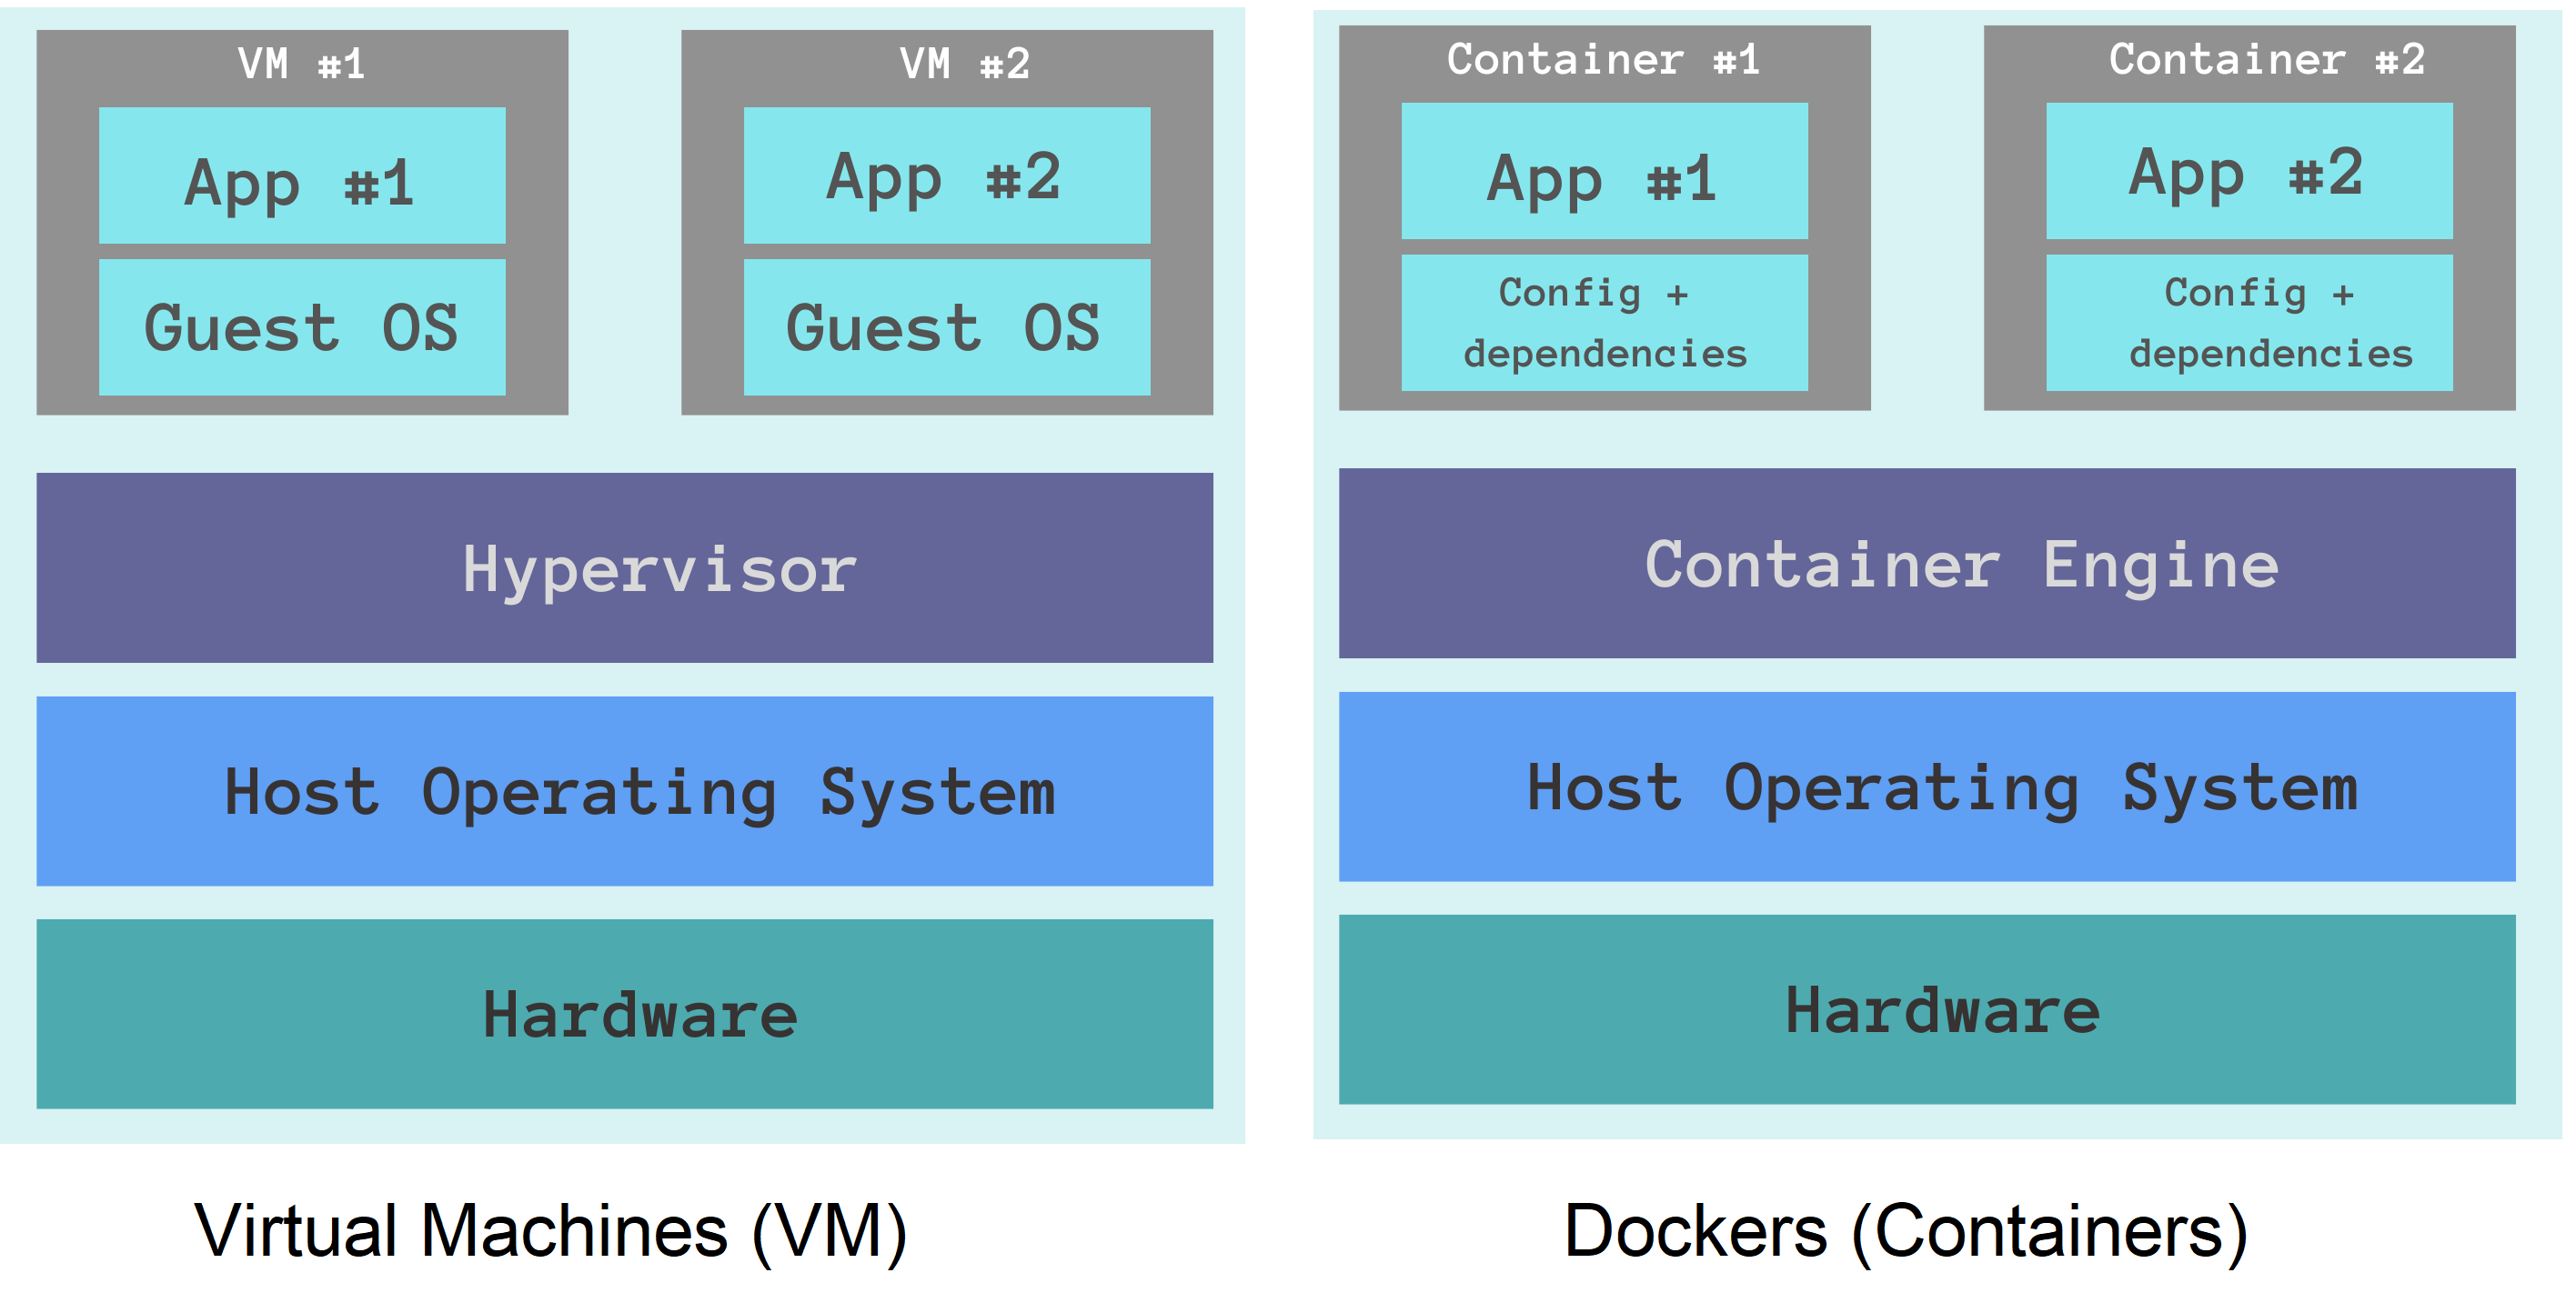 VM #1
App #1
Guest OS
VM #2
App #2
Guest OS
Hypervisor
Host Operating System
Hardware
Virtual Machines (VM)
Container #1
App #1
Config +
dependencies
Container #2
App #2
Config +
dependencies
Container Engine
Host Operating System
Hardware
Dockers (Containers)